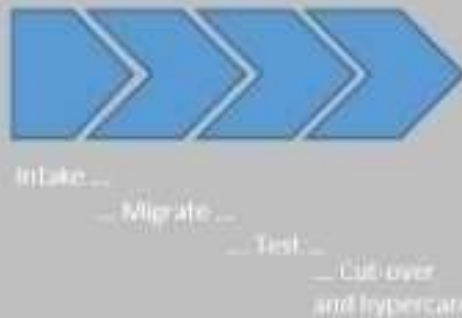 Intake ...
... Migrate ...
... Test ...
... Cut-over
and hypercare